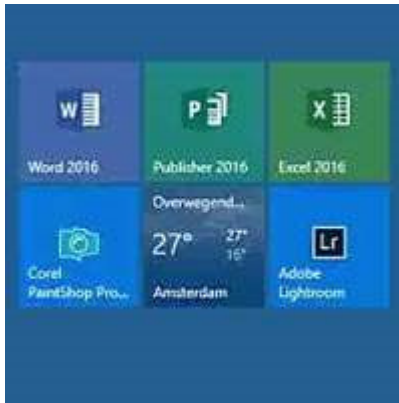 W
Word 2016
P
Publisher 2016
X
Excel 2016
Corel
PaintShop Pro...
Overwegend...
27° 27°
16°
Amsterdam
Lr
Adobe
Lightroom